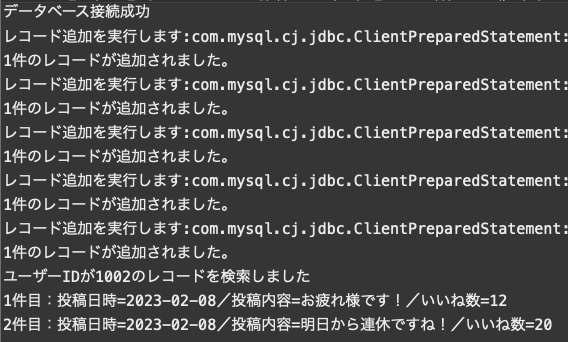 データベース接続成功
レコード追加を実行します:com.mysql.cj.jdbc.ClientPreparedStatement:
1件のレコードが追加されました。
レコード追加を実行します:com.mysql.cj.jdbc.ClientPreparedStatement:
1件のレコードが追加されました。
レコード追加を実行します:com.mysql.cj.jdbc.ClientPreparedStatement:
1件のレコードが追加されました。
レコード追加を実行します:com.mysql.cj.jdbc.ClientPreparedStatement:
1件のレコードが追加されました。
レコード追加を実行します:com.mysql.cj.jdbc.ClientPreparedStatement:
1件のレコードが追加されました。
ユーザーIDが1002のレコードを検索しました
1件目：投稿日時=2023-02-08／投稿内容=お疲れ様です！／いいね数=12
2件目：投稿日時=2023-02-08／投稿内容=明日から連休ですね！／いいね数=20